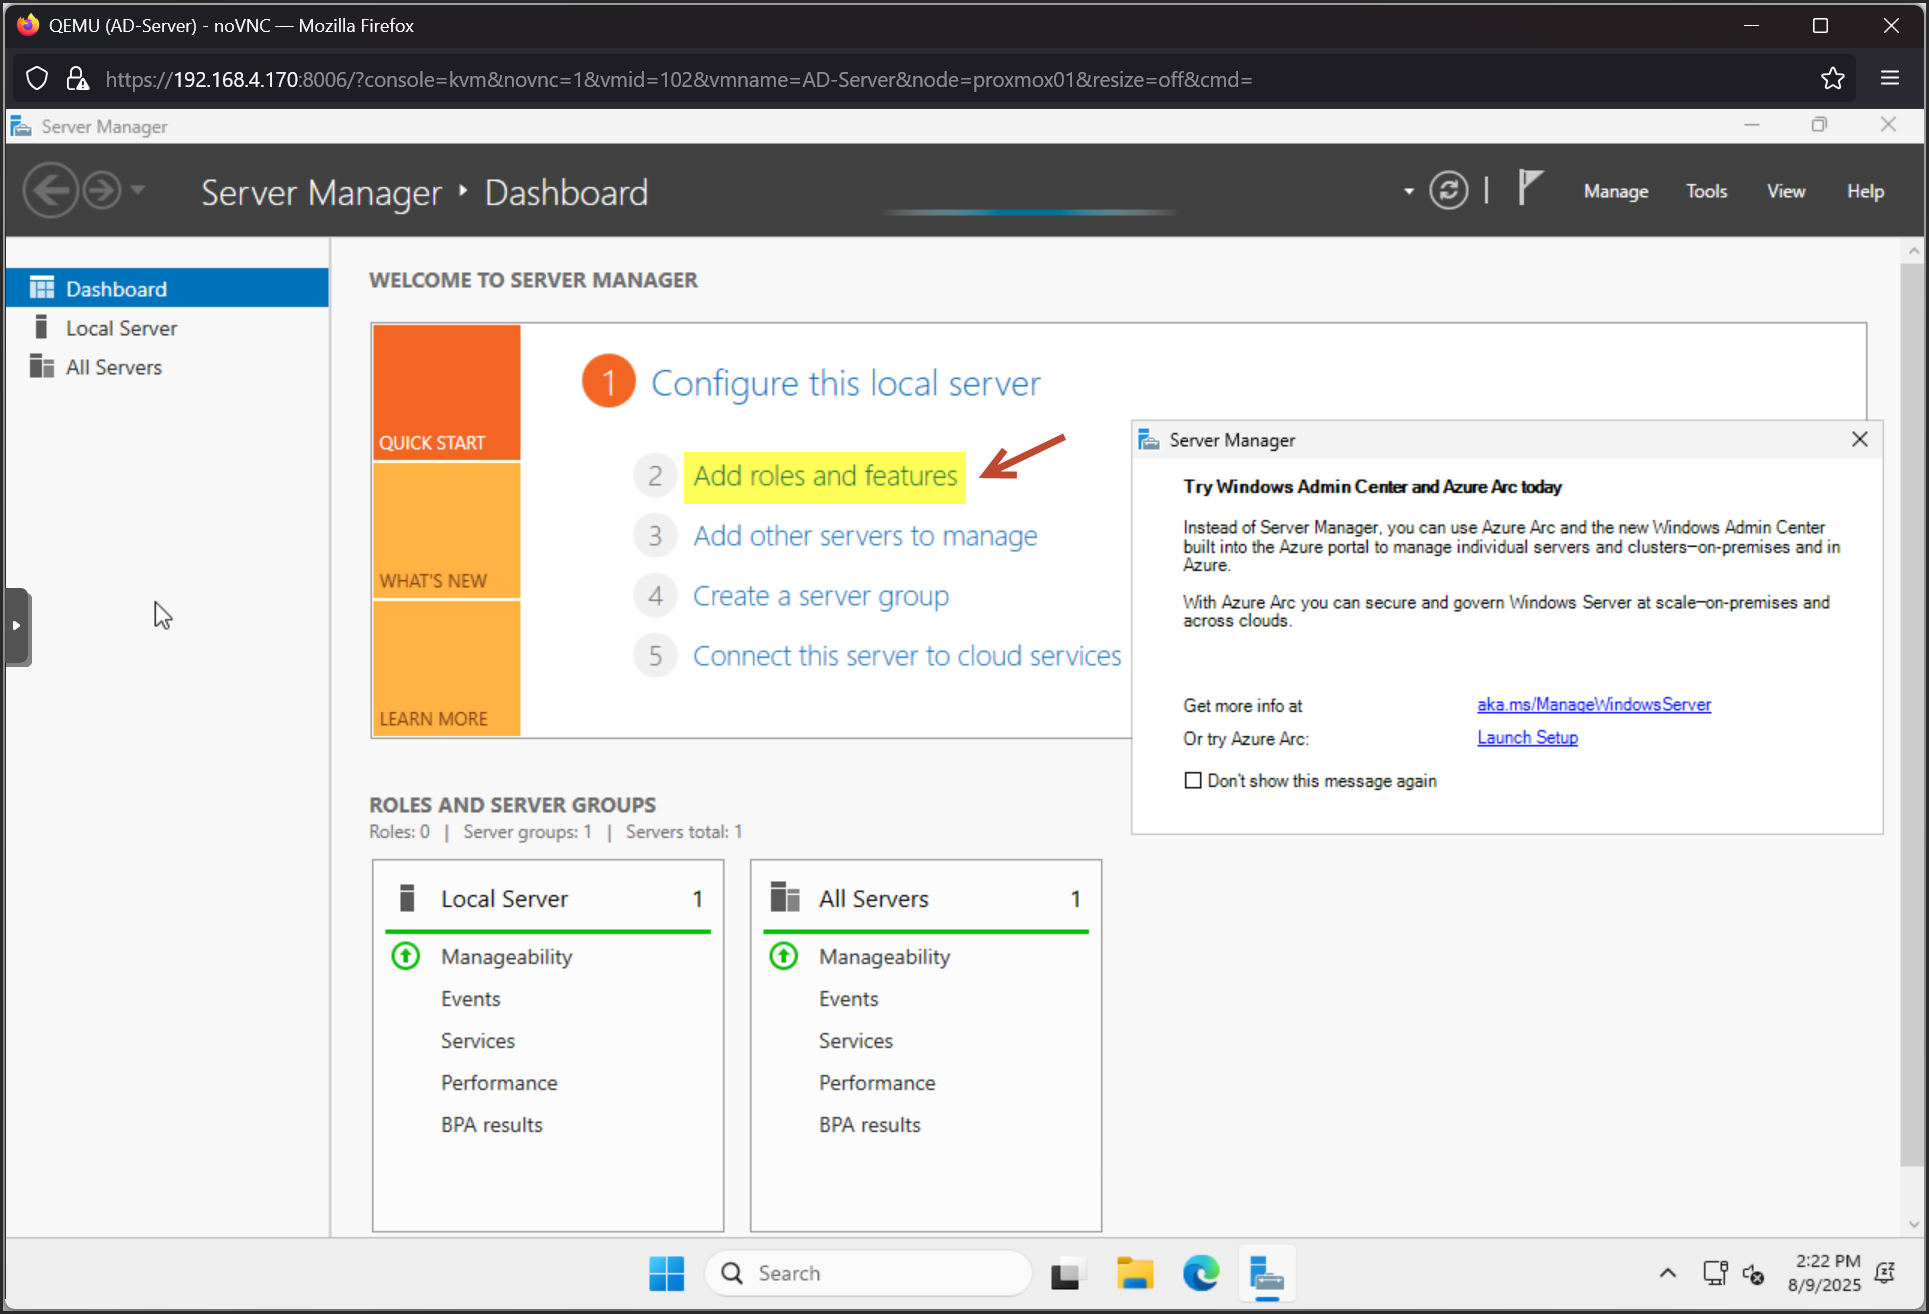 QEMU (AD-Server) - noVNC — Mozilla Firefox
https://192.168.4.170:8006/?console=kvm&novnc=1&vmid=102&vmname=AD-Server&node=proxmox01&resize=off&cmd=
Server Manager
Server Manager ‣ Dashboard
Manage
Tools
View
Help
Dashboard
Local Server
All Servers
WELCOME TO SERVER MANAGER
QUICK START
WHAT'S NEW
LEARN MORE
1 Configure this local server
2 Add roles and features
3 Add other servers to manage
4 Create a server group
5 Connect this server to cloud services
Server Manager
Try Windows Admin Center and Azure Arc today
Instead of Server Manager, you can use Azure Arc and the new Windows Admin Center
built into the Azure portal to manage individual servers and clusters–on-premises and in
Azure.
With Azure Arc you can secure and govern Windows Server at scale–on-premises and
across clouds.
Get more info at aka.ms/ManageWindowsServer
Or try Azure Arc: Launch Setup
Don't show this message again
ROLES AND SERVER GROUPS
Roles: 0 | Server groups: 1 | Servers total: 1
Local Server 1
Manageability
Events
Services
Performance
BPA results
All Servers 1
Manageability
Events
Services
Performance
BPA results
Search
2:22 PM
8/9/2025